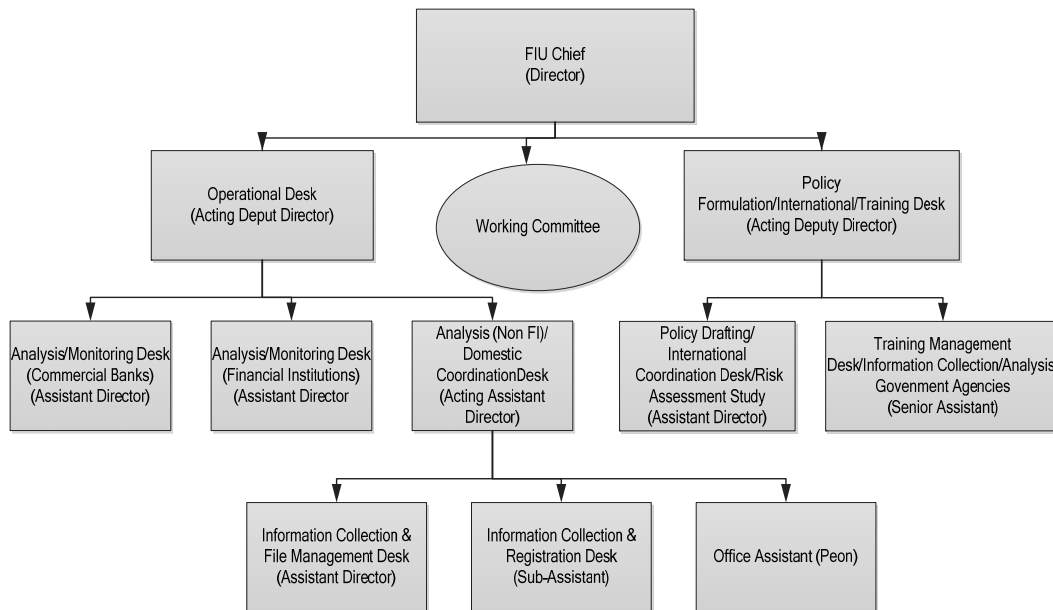 FIU Chief
(Director)
Operational Desk
(Acting Deput Director)
Working Committee
Policy
Formulation/International/Training Desk
(Acting Deputy Director)
Analysis/Monitoring Desk
(Commercial Banks)
(Assistant Director)
Analysis/Monitoring Desk
(Financial Institutions)
(Assistant Director
Analysis (Non FI)/
Domestic
CoordinationDesk
(Acting Assistant
Director)
Policy Drafting/
International
Coordination Desk/Risk
Assessment Study
(Assistant Director)
Training Management
Desk/Information Collection/Analysis
Govenment Agencies
(Senior Assistant)
Information Collection &
File Management Desk
(Assistant Director)
Information Collection &
Registration Desk
(Sub-Assistant)
Office Assistant (Peon)